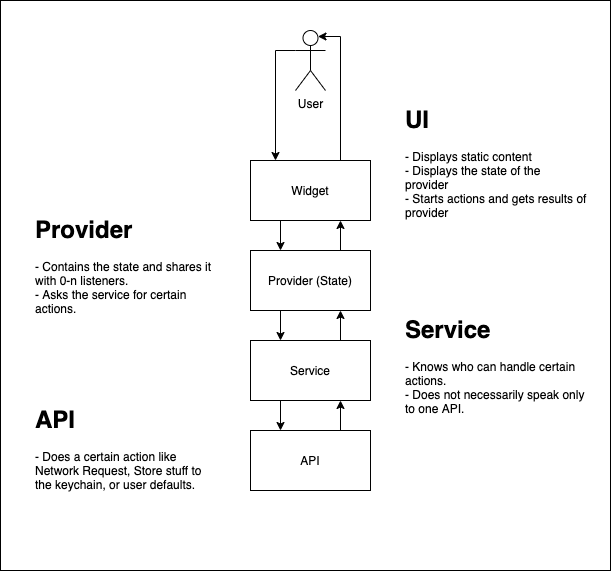 User
UI
- Displays static content
- Displays the state of the
provider
- Starts actions and gets results of
provider
Widget
Provider
- Contains the state and shares it
with 0-n listeners.
- Asks the service for certain
actions.
Provider (State)
Service
- Knows who can handle certain
actions.
- Does not necessarily speak only
to one API.
Service
API
- Does a certain action like
Network Request, Store stuff to
the keychain, or user defaults.
API